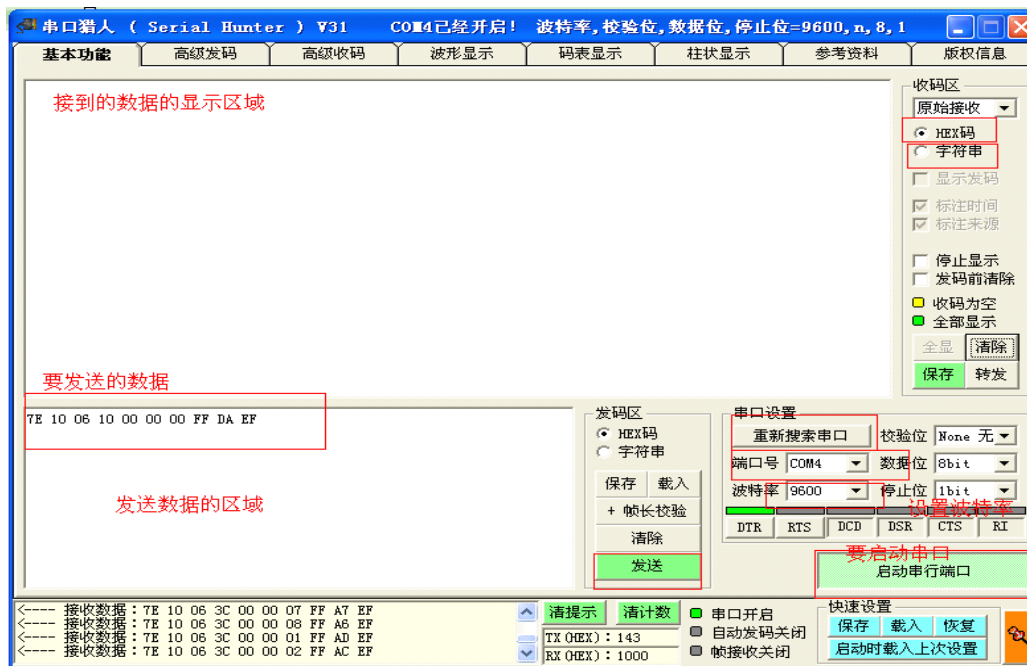 串口猎人 ( Serial Hunter ) V31 COM4已经开启! 波特率,校验位,数据位,停止位=9600,n,8,1
基本功能 高级发码 高级收码 波形显示 码表显示 柱状显示 参考资料 版权信息
接到的数据的显示区域
收码区
原始接收
HEX码
字符串
显示发码
标注时间
标注来源
停止显示
发码前清除
收码为空
全部显示
全显 清除
保存 转发
要发送的数据
7E 10 06 10 00 00 00 FF DA EF
发送数据的区域
发码区
HEX码
字符串
保存 载入
+ 帧长校验
清除
发送
串口设置
重新搜索串口 校验位 None 无
端口号 COM4 数据位 8bit
波特率 9600 停止位 1bit
设置波特率
DTR RTS DCD DSR CTS RI
要启动串口
启动串行端口
<---- 接收数据:7E 10 06 3C 00 00 07 FF A7 EF
<---- 接收数据:7E 10 06 3C 00 00 08 FF A6 EF
<---- 接收数据:7E 10 06 3C 00 00 01 FF AD EF
<---- 接收数据:7E 10 06 3C 00 00 02 FF AC EF
清提示 清计数
TX(HEX):143
RX(HEX):1000
串口开启
自动发码关闭
帧接收关闭
快速设置
保存 载入 恢复
启动时载入上次设置